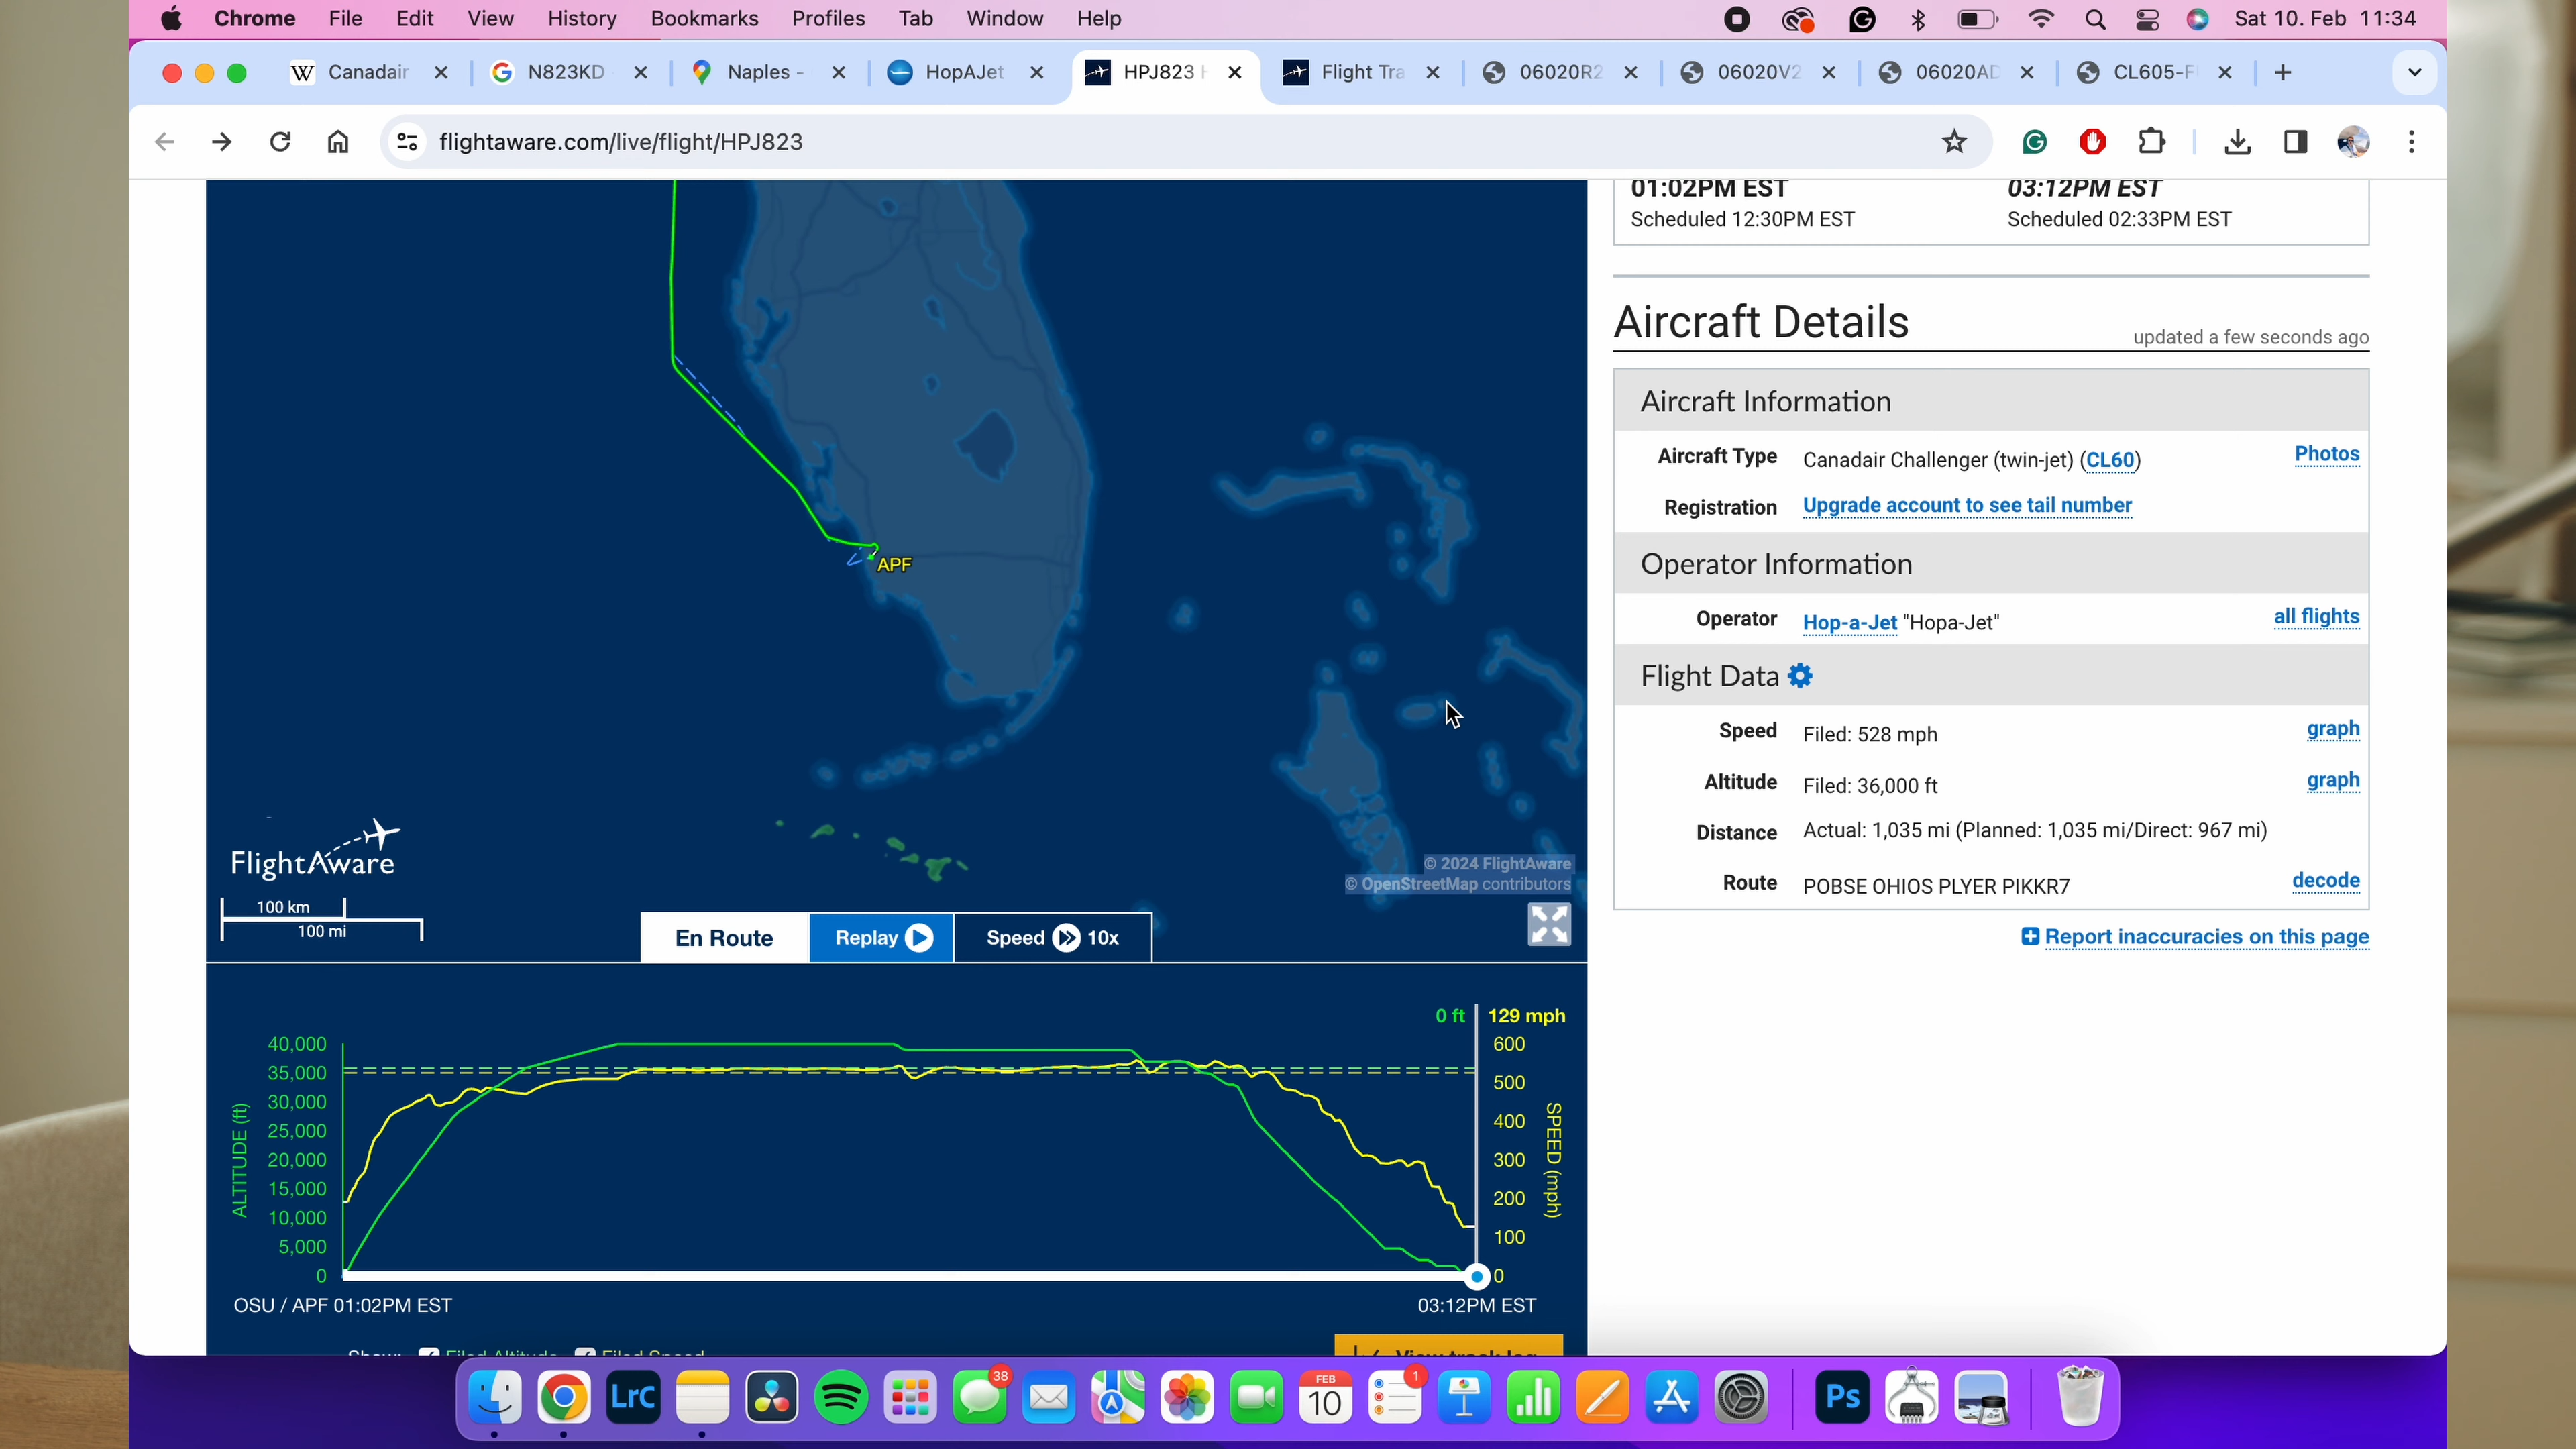 Chrome File Edit View History Bookmarks Profiles Tab Window Help
Sat 10. Feb 11:34
Canadair
N823KD
Naples -
HopAJet
HPJ823
Flight Tra
06020R2
06020V2
06020AD
CL605-F
flightaware.com/live/flight/HPJ823
01:02PM EST 03:12PM EST
Scheduled 12:30PM EST Scheduled 02:33PM EST
Aircraft Details
updated a few seconds ago
Aircraft Information
Aircraft Type Canadair Challenger (twin-jet) (CL60) Photos
Registration Upgrade account to see tail number
Operator Information
Operator Hop-a-Jet "Hopa-Jet" all flights
Flight Data
Speed Filed: 528 mph graph
Altitude Filed: 36,000 ft graph
Distance Actual: 1,035 mi (Planned: 1,035 mi/Direct: 967 mi)
Route POBSE OHIOS PLYER PIKKR7 decode
Report inaccuracies on this page
APF
FlightAware
100 km
100 mi
© 2024 FlightAware
© OpenStreetMap contributors
En Route Replay Speed 10x
0 ft 129 mph
40,000 600
35,000 500
30,000
25,000 400
20,000 300
15,000 200
10,000
5,000 100
0 0
ALTITUDE (ft)
SPEED (mph)
OSU / APF 01:02PM EST 03:12PM EST
Show: Filed Altitude Filed Speed
View track log
38
FEB
10
1
LrC
Ps